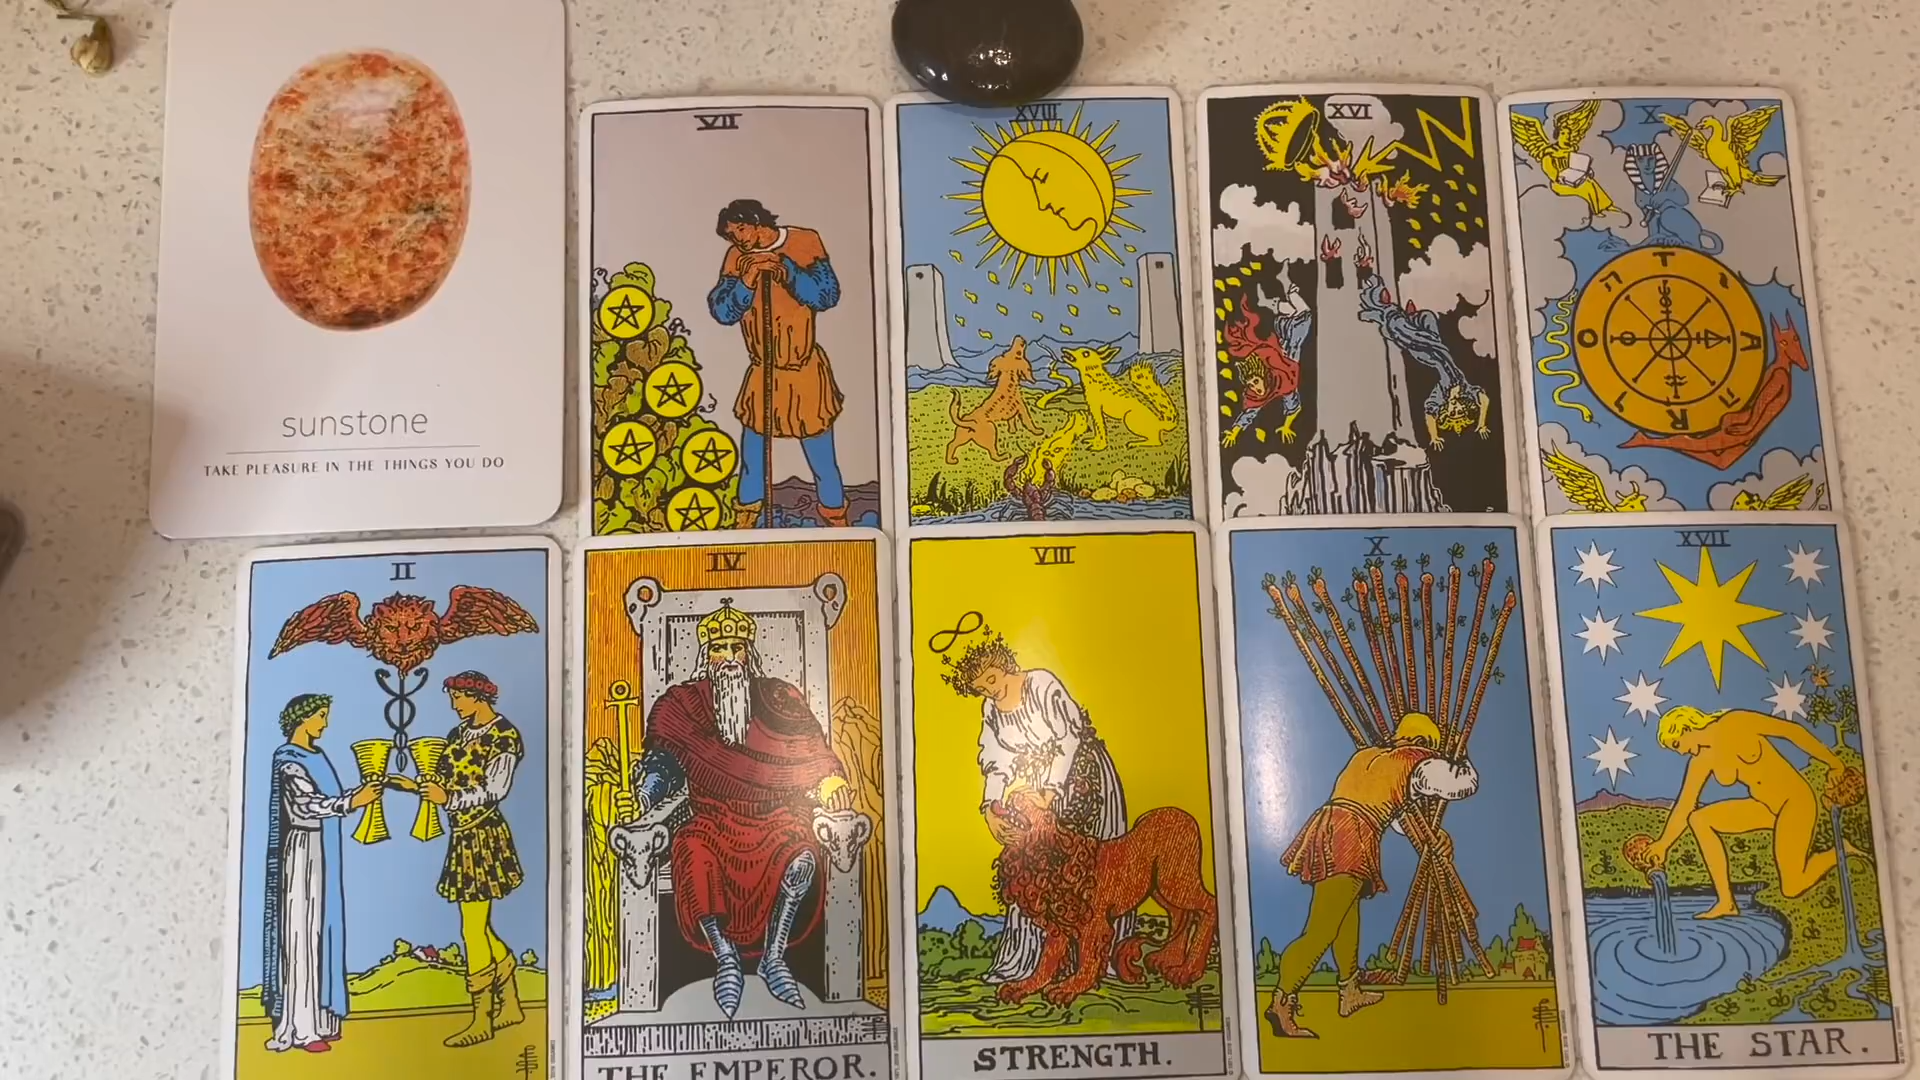 sunstone
TAKE PLEASURE IN THE THINGS YOU DO
VII
XVIII
XVI
X
T
A
R
O
II
IV
VIII
X
XVII
THE EMPEROR.
STRENGTH.
THE STAR.